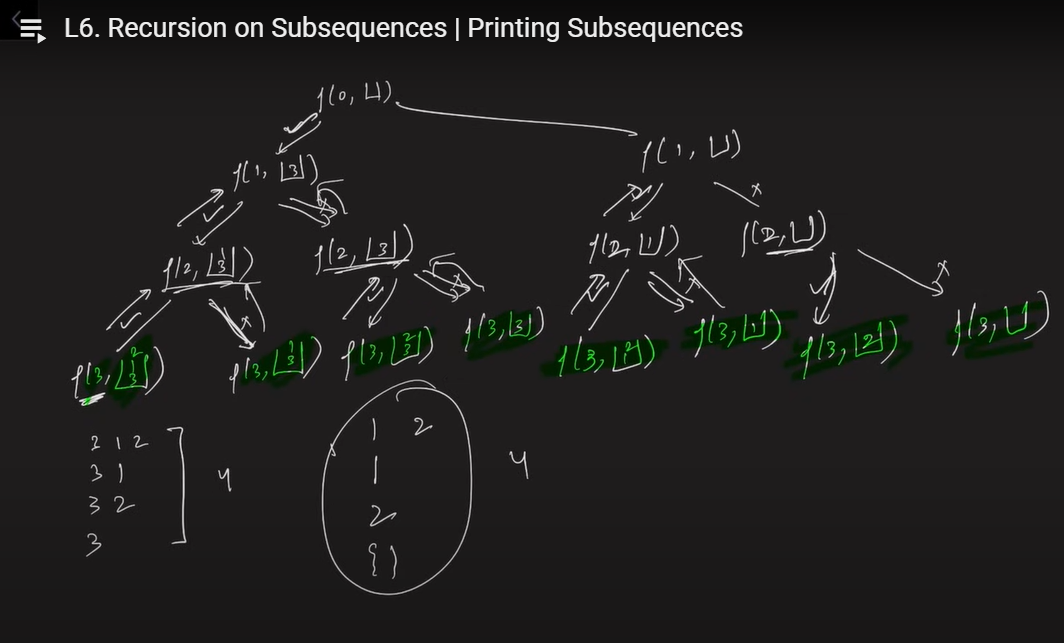 L6. Recursion on Subsequences | Printing Subsequences
f(0, [])
f(1, [3]) f(1, [])
f(2, [3 1]) f(2, [3]) f(2, [1]) f(2, [])
f(3, [3 1 2]) f(3, [3 1]) f(3, [3 2]) f(3, [3]) f(3, [1 2]) f(3, [1]) f(3, [2]) f(3, [])
3 1 2
3 1
3 2
3
4
1 2
1
2
{}
4